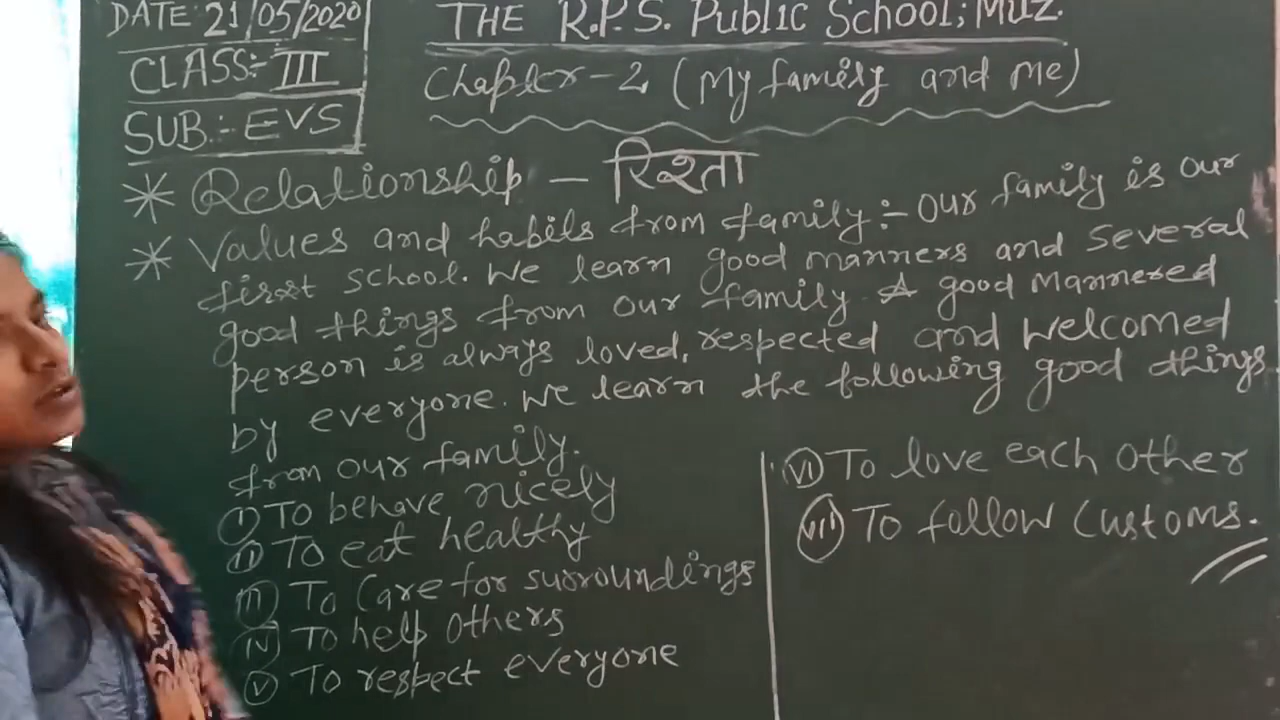 DATE: 21/05/2020
CLASS:- III
SUB.:- EVS
THE R.P.S. Public School; Muz.
Chapter-2 (My family and me)
* Relationship – रिश्ता
* Values and habits from family:- Our family is our
first school. We learn good manners and several
good things from our family. A good Mannered
person is always loved, respected and welcomed
by everyone. We learn the following good things
from our family.
(i) To behave nicely
(ii) To eat healthy
(iii) To Care for surroundings
(iv) To help others
(v) To respect everyone
(vi) To love each other
(vii) To follow Customs.